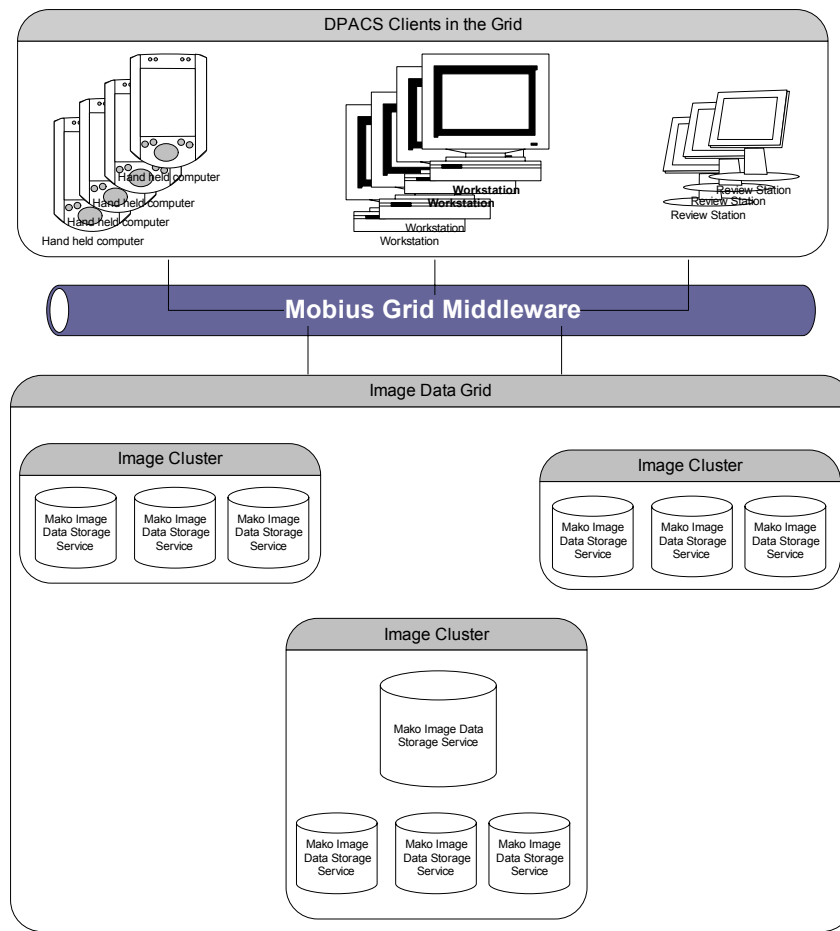 DPACS Clients in the Grid
Hand held computer
Hand held computer
Hand held computer
Hand held computer
Workstation
Workstation
Workstation
Workstation
Review Station
Review Station
Review Station
Mobius Grid Middleware
Image Data Grid
Image Cluster
Mako Image
Data Storage
Service
Mako Image
Data Storage
Service
Mako Image
Data Storage
Service
Image Cluster
Mako Image
Data Storage
Service
Mako Image
Data Storage
Service
Mako Image
Data Storage
Service
Image Cluster
Mako Image Data
Storage Service
Mako Image
Data Storage
Service
Mako Image
Data Storage
Service
Mako Image
Data Storage
Service